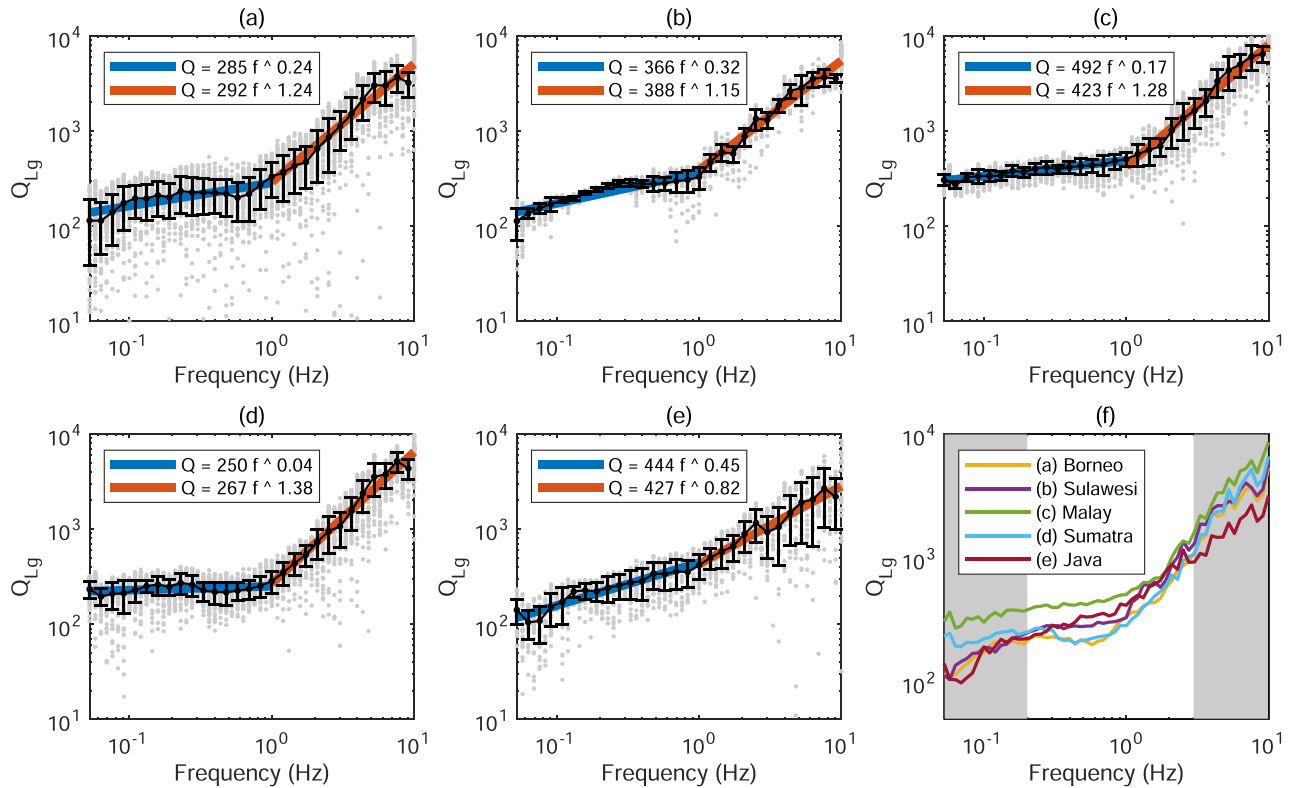 (a)
10^4
10^3
10^2
10^1
Q_Lg
Q = 285 f ^ 0.24
Q = 292 f ^ 1.24
10^-1
10^0
10^1
Frequency (Hz)
(b)
10^4
10^3
10^2
10^1
Q_Lg
Q = 366 f ^ 0.32
Q = 388 f ^ 1.15
10^-1
10^0
10^1
Frequency (Hz)
(c)
10^4
10^3
10^2
10^1
Q_Lg
Q = 492 f ^ 0.17
Q = 423 f ^ 1.28
10^-1
10^0
10^1
Frequency (Hz)
(d)
10^4
10^3
10^2
10^1
Q_Lg
Q = 250 f ^ 0.04
Q = 267 f ^ 1.38
10^-1
10^0
10^1
Frequency (Hz)
(e)
10^4
10^3
10^2
10^1
Q_Lg
Q = 444 f ^ 0.45
Q = 427 f ^ 0.82
10^-1
10^0
10^1
Frequency (Hz)
(f)
10^4
10^3
10^2
Q_Lg
(a) Borneo
(b) Sulawesi
(c) Malay
(d) Sumatra
(e) Java
10^-1
10^0
10^1
Frequency (Hz)